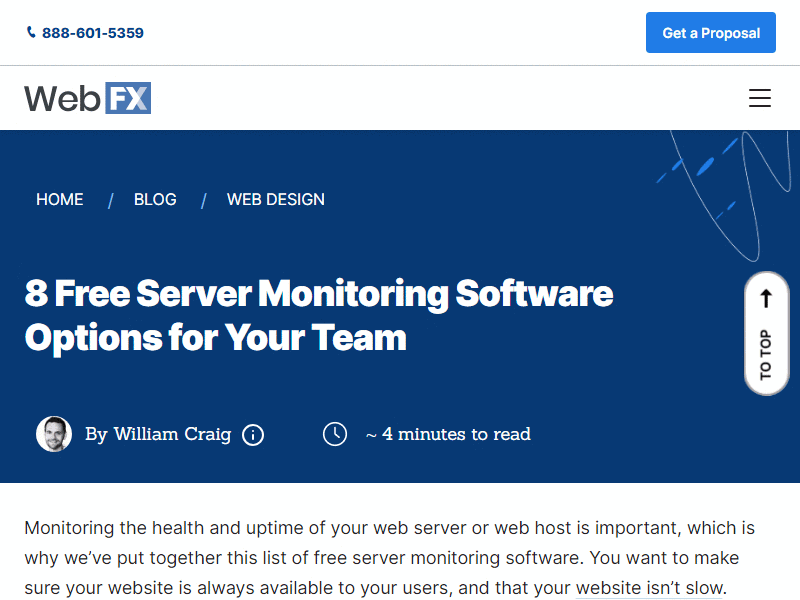 888-601-5359
Get a Proposal
Web FX
HOME / BLOG / WEB DESIGN
8 Free Server Monitoring Software
Options for Your Team
TO TOP
By William Craig
~ 4 minutes to read
Monitoring the health and uptime of your web server or web host is important, which is
why we’ve put together this list of free server monitoring software. You want to make
sure your website is always available to your users, and that your website isn’t slow.